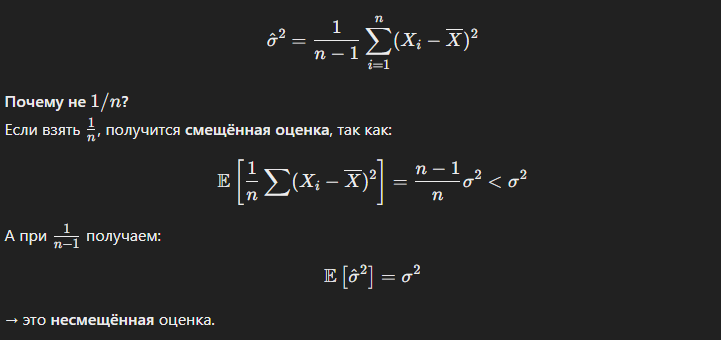 $$\hat{\sigma}^2 = \frac{1}{n-1} \sum_{i=1}^{n} (X_i - \overline{X})^2$$
Почему не $1/n$?
Если взять $\frac{1}{n}$, получится смещённая оценка, так как:
$$\mathbb{E}\left[\frac{1}{n} \sum (X_i - \overline{X})^2\right] = \frac{n-1}{n} \sigma^2 < \sigma^2$$
А при $\frac{1}{n-1}$ получаем:
$$\mathbb{E}\left[\hat{\sigma}^2\right] = \sigma^2$$
→ это несмещённая оценка.